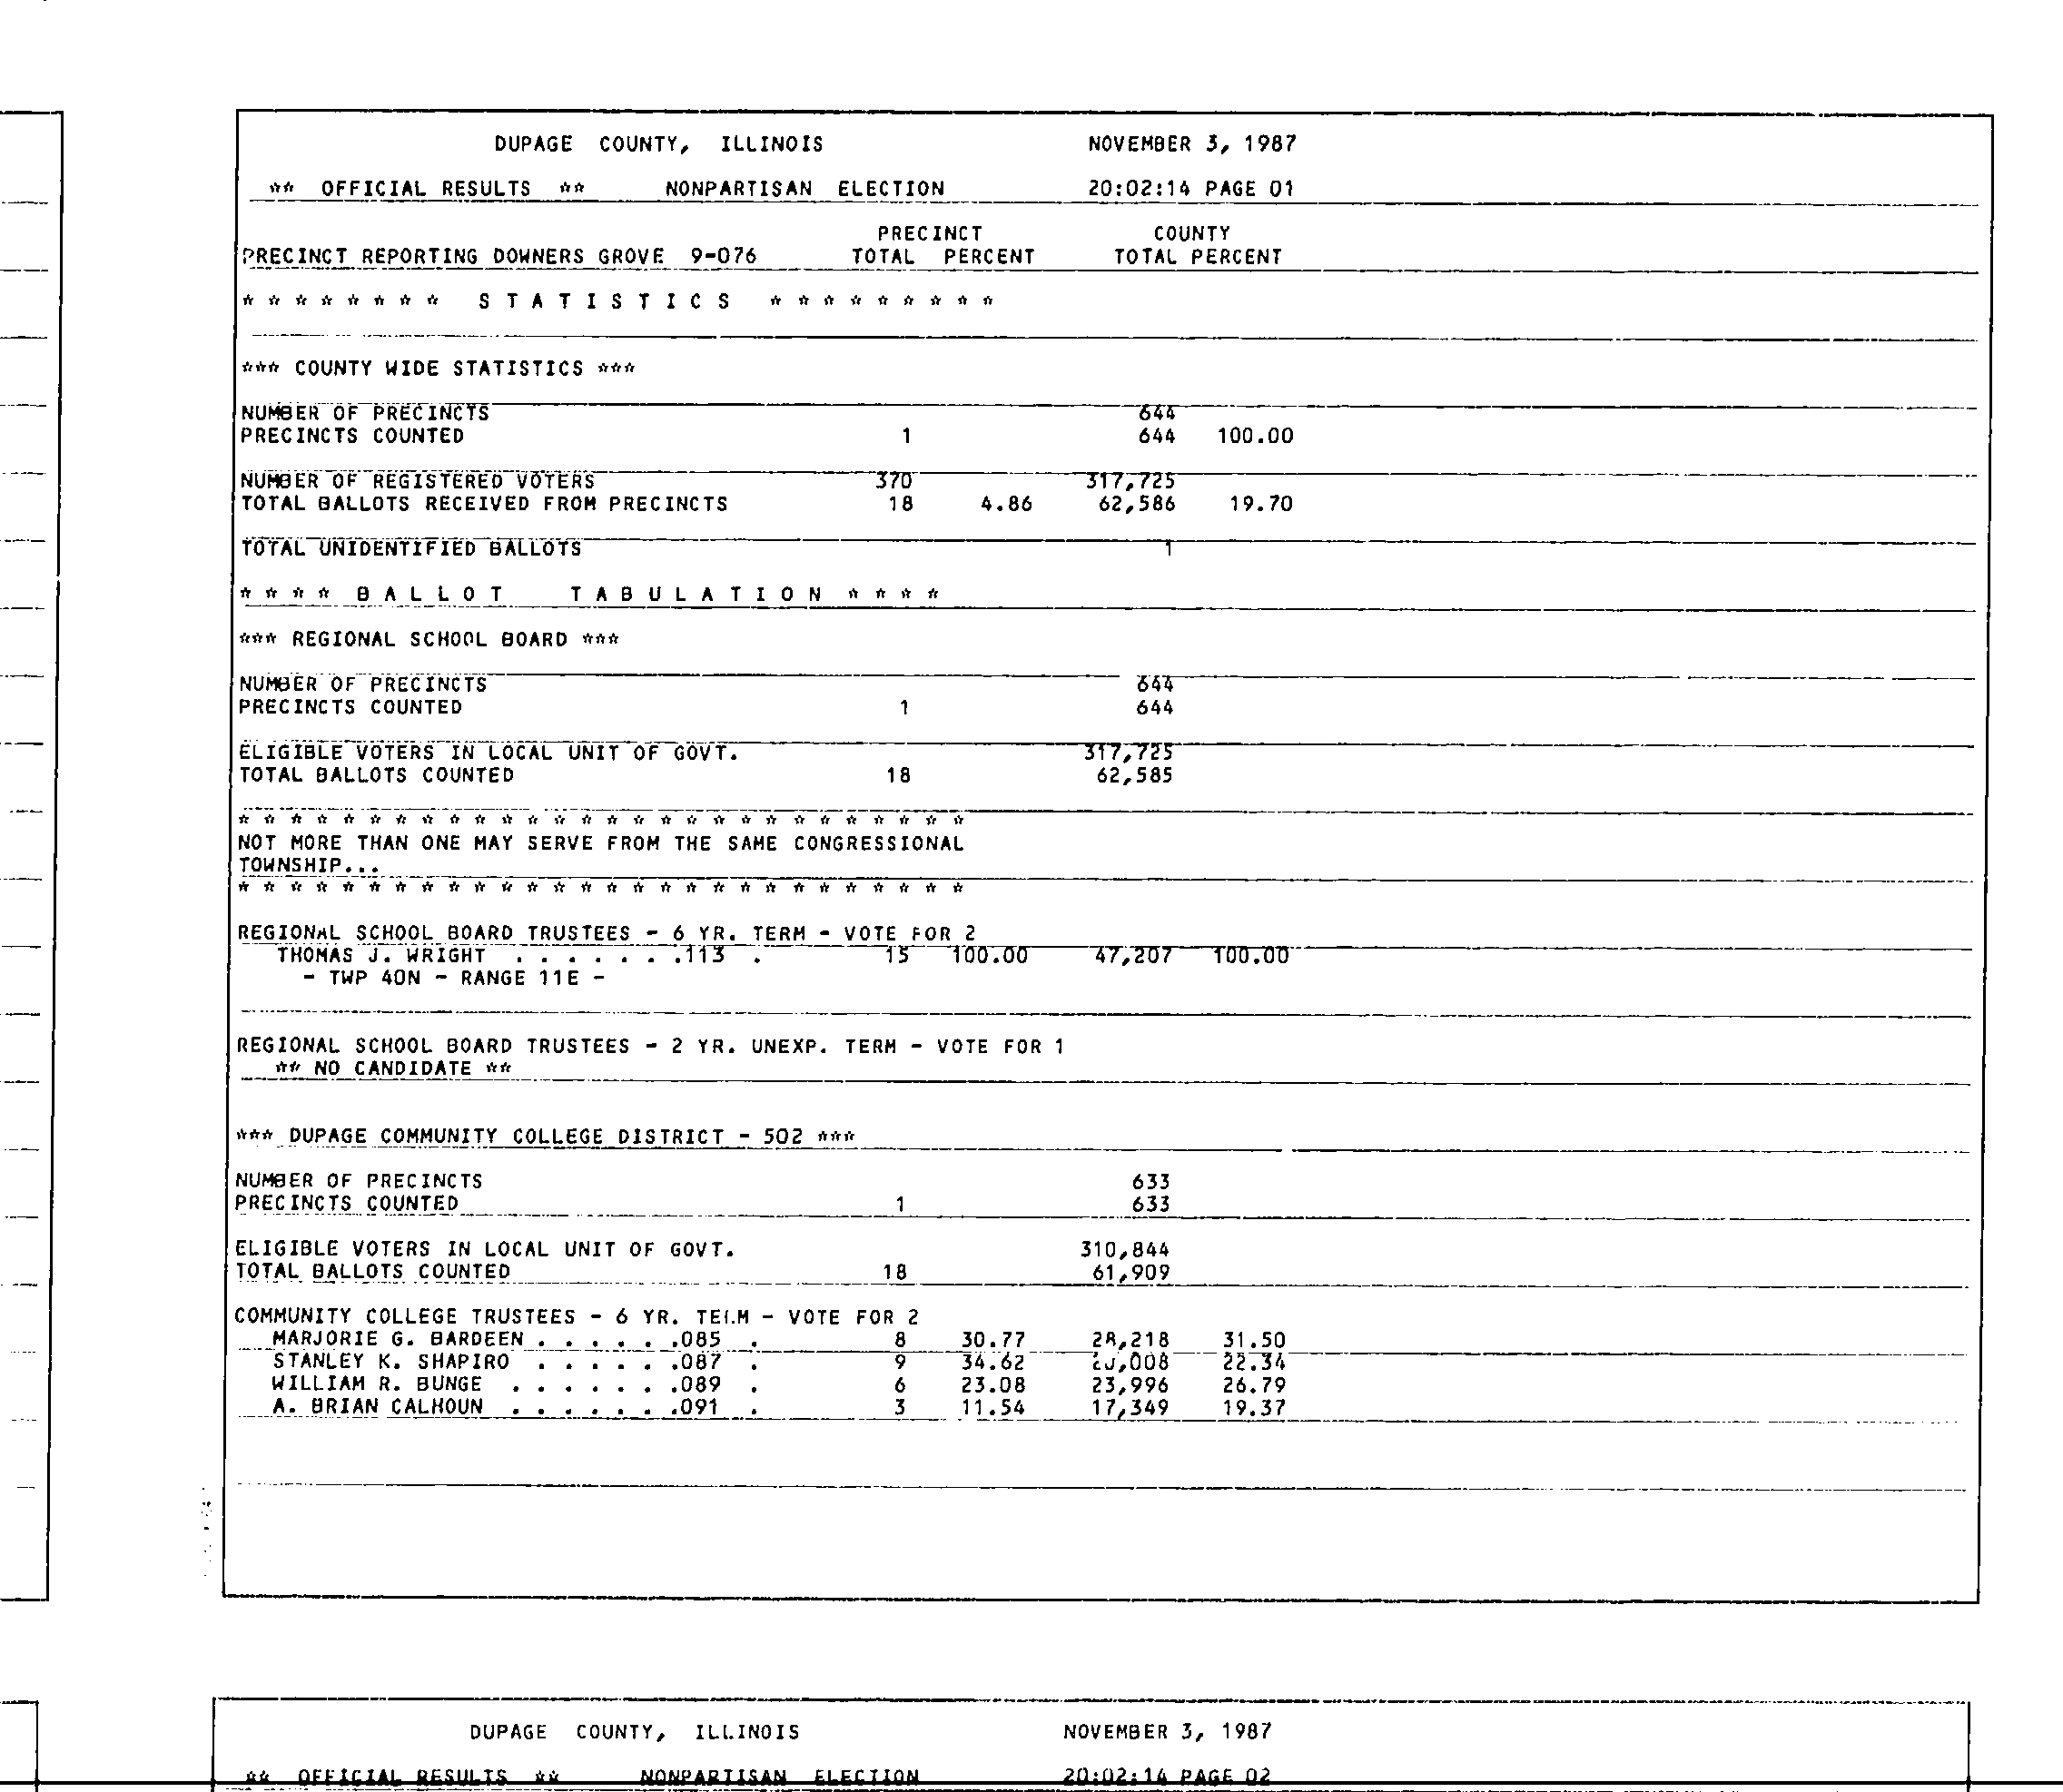 DUPAGE COUNTY, ILLINOIS NOVEMBER 3, 1987
** OFFICIAL RESULTS ** NONPARTISAN ELECTION 20:02:14 PAGE 01
PRECINCT COUNTY
PRECINCT REPORTING DOWNERS GROVE 9-076 TOTAL PERCENT TOTAL PERCENT
* * * * * * * * S T A T I S T I C S * * * * * * * * *
*** COUNTY WIDE STATISTICS ***
NUMBER OF PRECINCTS 644
PRECINCTS COUNTED 1 644 100.00
NUMBER OF REGISTERED VOTERS 370 317,725
TOTAL BALLOTS RECEIVED FROM PRECINCTS 18 4.86 62,586 19.70
TOTAL UNIDENTIFIED BALLOTS 1
* * * * B A L L O T T A B U L A T I O N * * * *
*** REGIONAL SCHOOL BOARD ***
NUMBER OF PRECINCTS 644
PRECINCTS COUNTED 1 644
ELIGIBLE VOTERS IN LOCAL UNIT OF GOVT. 317,725
TOTAL BALLOTS COUNTED 18 62,585
* * * * * * * * * * * * * * * * * * * * * * * * * * * *
NOT MORE THAN ONE MAY SERVE FROM THE SAME CONGRESSIONAL
TOWNSHIP...
* * * * * * * * * * * * * * * * * * * * * * * * * * * *
REGIONAL SCHOOL BOARD TRUSTEES - 6 YR. TERM - VOTE FOR 2
THOMAS J. WRIGHT . . . . . . .113 . 15 100.00 47,207 100.00
- TWP 40N - RANGE 11E -
REGIONAL SCHOOL BOARD TRUSTEES - 2 YR. UNEXP. TERM - VOTE FOR 1
** NO CANDIDATE **
*** DUPAGE COMMUNITY COLLEGE DISTRICT - 502 ***
NUMBER OF PRECINCTS 633
PRECINCTS COUNTED 1 633
ELIGIBLE VOTERS IN LOCAL UNIT OF GOVT. 310,844
TOTAL BALLOTS COUNTED 18 61,909
COMMUNITY COLLEGE TRUSTEES - 6 YR. TERM - VOTE FOR 2
MARJORIE G. BARDEEN . . . . . .085 . 8 30.77 28,218 31.50
STANLEY K. SHAPIRO . . . . . .087 . 9 34.62 22.34
WILLIAM R. BUNGE . . . . . . .089 . 6 23.08 23,996 26.79
A. BRIAN CALHOUN . . . . . . .091 . 3 11.54 17,349 19.37
DUPAGE COUNTY, ILLINOIS NOVEMBER 3, 1987
** OFFICIAL RESULTS ** NONPARTISAN ELECTION 20:02:14 PAGE 02